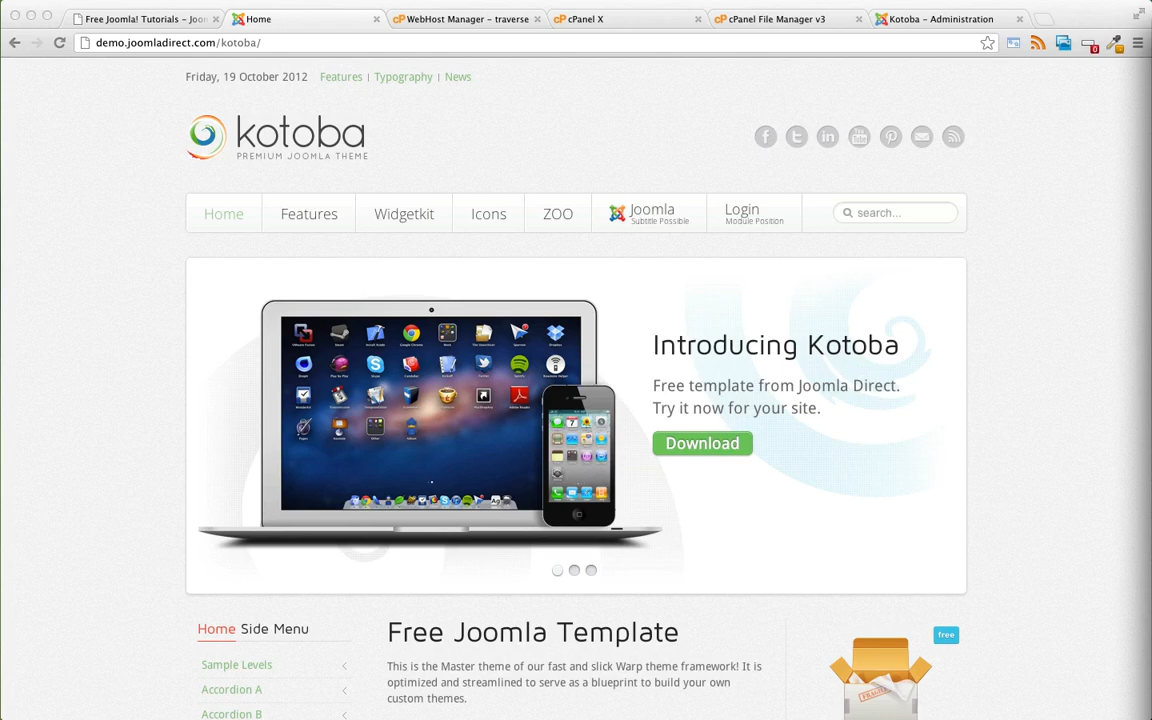 Free Joomla! Tutorials – Joon
Home
WebHost Manager - traverse
cPanel X
cPanel File Manager v3
Kotoba - Administration
demo.joomladirect.com/kotoba/
Friday, 19 October 2012 Features | Typography | News
kotoba
PREMIUM JOOMLA THEME
Home
Features
Widgetkit
Icons
ZOO
Joomla
Subtitle Possible
Login
Module Position
search...
Introducing Kotoba
Free template from Joomla Direct.
Try it now for your site.
Download
Home Side Menu
Sample Levels
Accordion A
Accordion B
Free Joomla Template
This is the Master theme of our fast and slick Warp theme framework! It is
optimized and streamlined to serve as a blueprint to build your own
custom themes.
free
FRAGILE